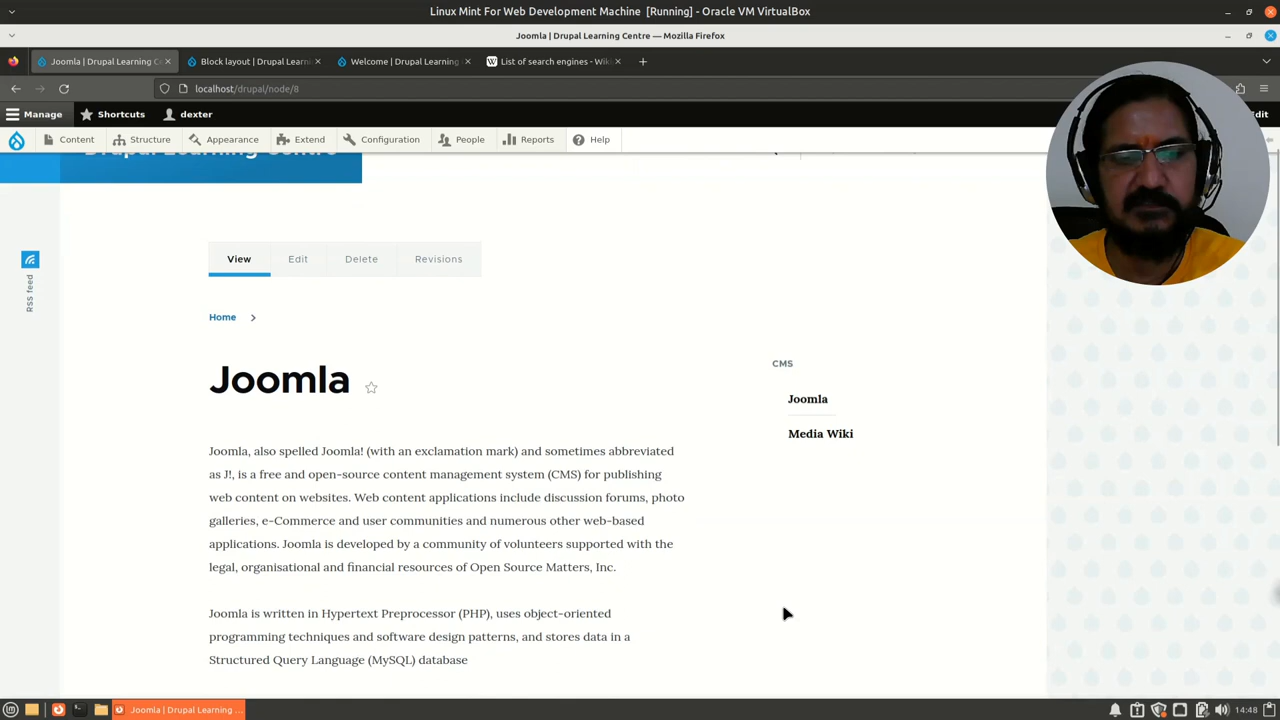 Linux Mint For Web Development Machine [Running] - Oracle VM VirtualBox
Joomla | Drupal Learning Centre — Mozilla Firefox
Joomla | Drupal Learning C
Block layout | Drupal Learni
Welcome | Drupal Learning
List of search engines - Wiki
localhost/drupal/node/8
Manage
Shortcuts
dexter
Edit
Content
Structure
Appearance
Extend
Configuration
People
Reports
Help
Drupal Learning Centre
View
Edit
Delete
Revisions
RSS feed
Home
CMS
Joomla
Joomla
Media Wiki
Joomla, also spelled Joomla! (with an exclamation mark) and sometimes abbreviated
as J!, is a free and open-source content management system (CMS) for publishing
web content on websites. Web content applications include discussion forums, photo
galleries, e-Commerce and user communities and numerous other web-based
applications. Joomla is developed by a community of volunteers supported with the
legal, organisational and financial resources of Open Source Matters, Inc.
Joomla is written in Hypertext Preprocessor (PHP), uses object-oriented
programming techniques and software design patterns, and stores data in a
Structured Query Language (MySQL) database
Joomla | Drupal Learning ...
14:48